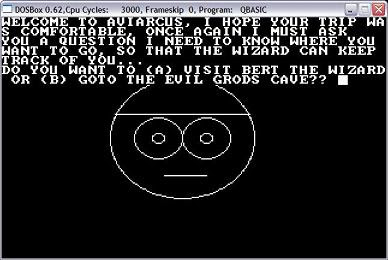 DOSBox 0.62,Cpu Cycles: 3000, Frameskip 0, Program: QBASIC
WELCOME TO AVIARCUS, I HOPE YOUR TRIP WA
S COMFORTABLE, ONCE AGAIN I MUST ASK
YOU A QUESTION I NEED TO KNOW WHERE YOU
WANT TO GO, SO THAT THE WIZARD CAN KEEP
TRACK OF YOU...
DO YOU WANT TO (A) VISIT BERT THE WIZARD
OR (B) GOTO THE EVIL GRODS CAVE??